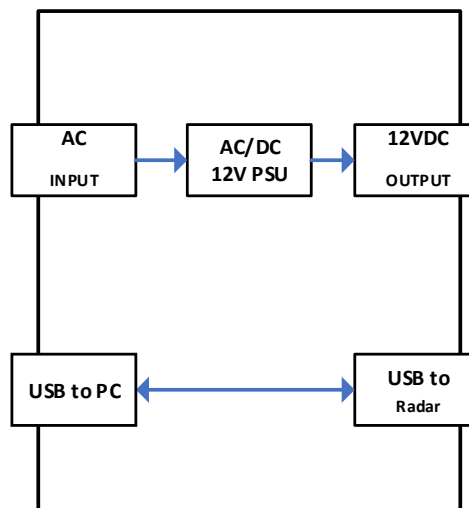 AC
INPUT
AC/DC
12V PSU
12VDC
OUTPUT
USB to PC
USB to
Radar